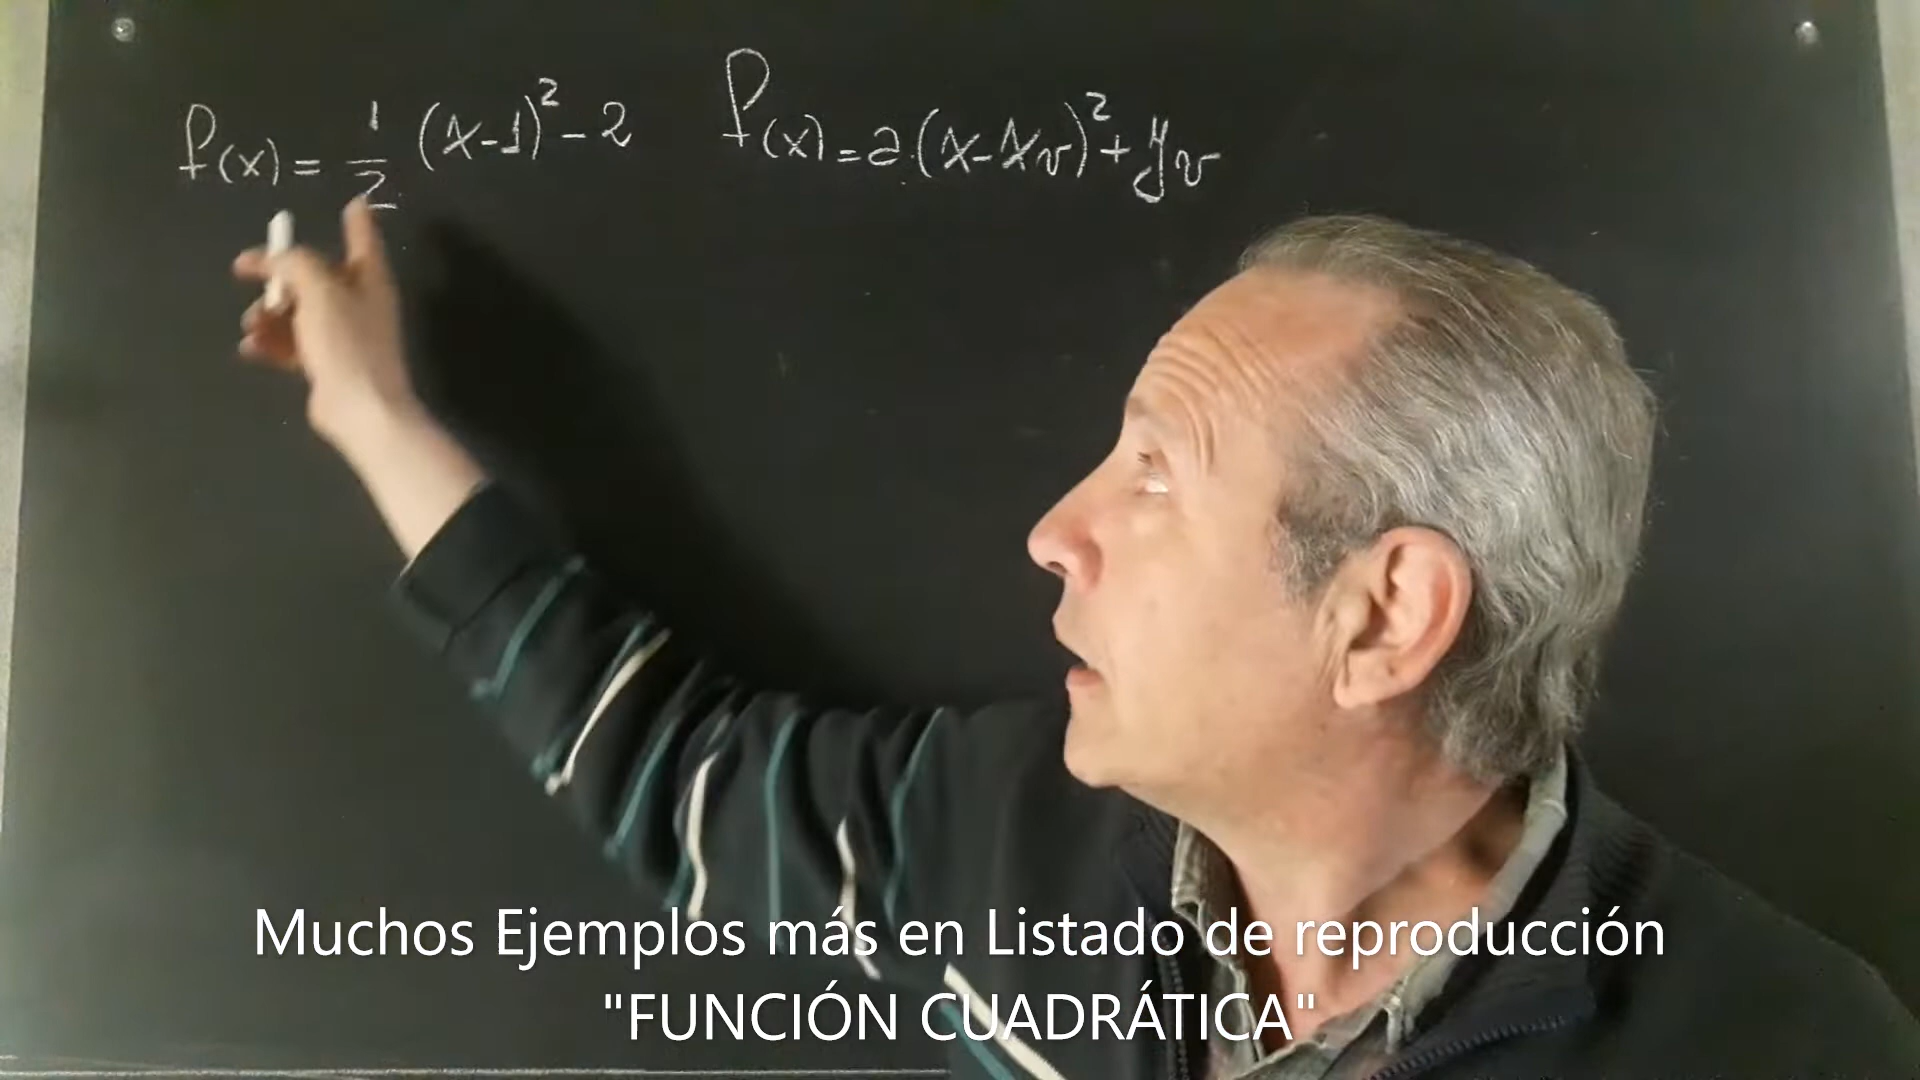 f(x) = 1/2 (x-1)² - 2
f(x) = a.(x-xv)² + yv
Muchos Ejemplos más en Listado de reproducción
"FUNCIÓN CUADRÁTICA"